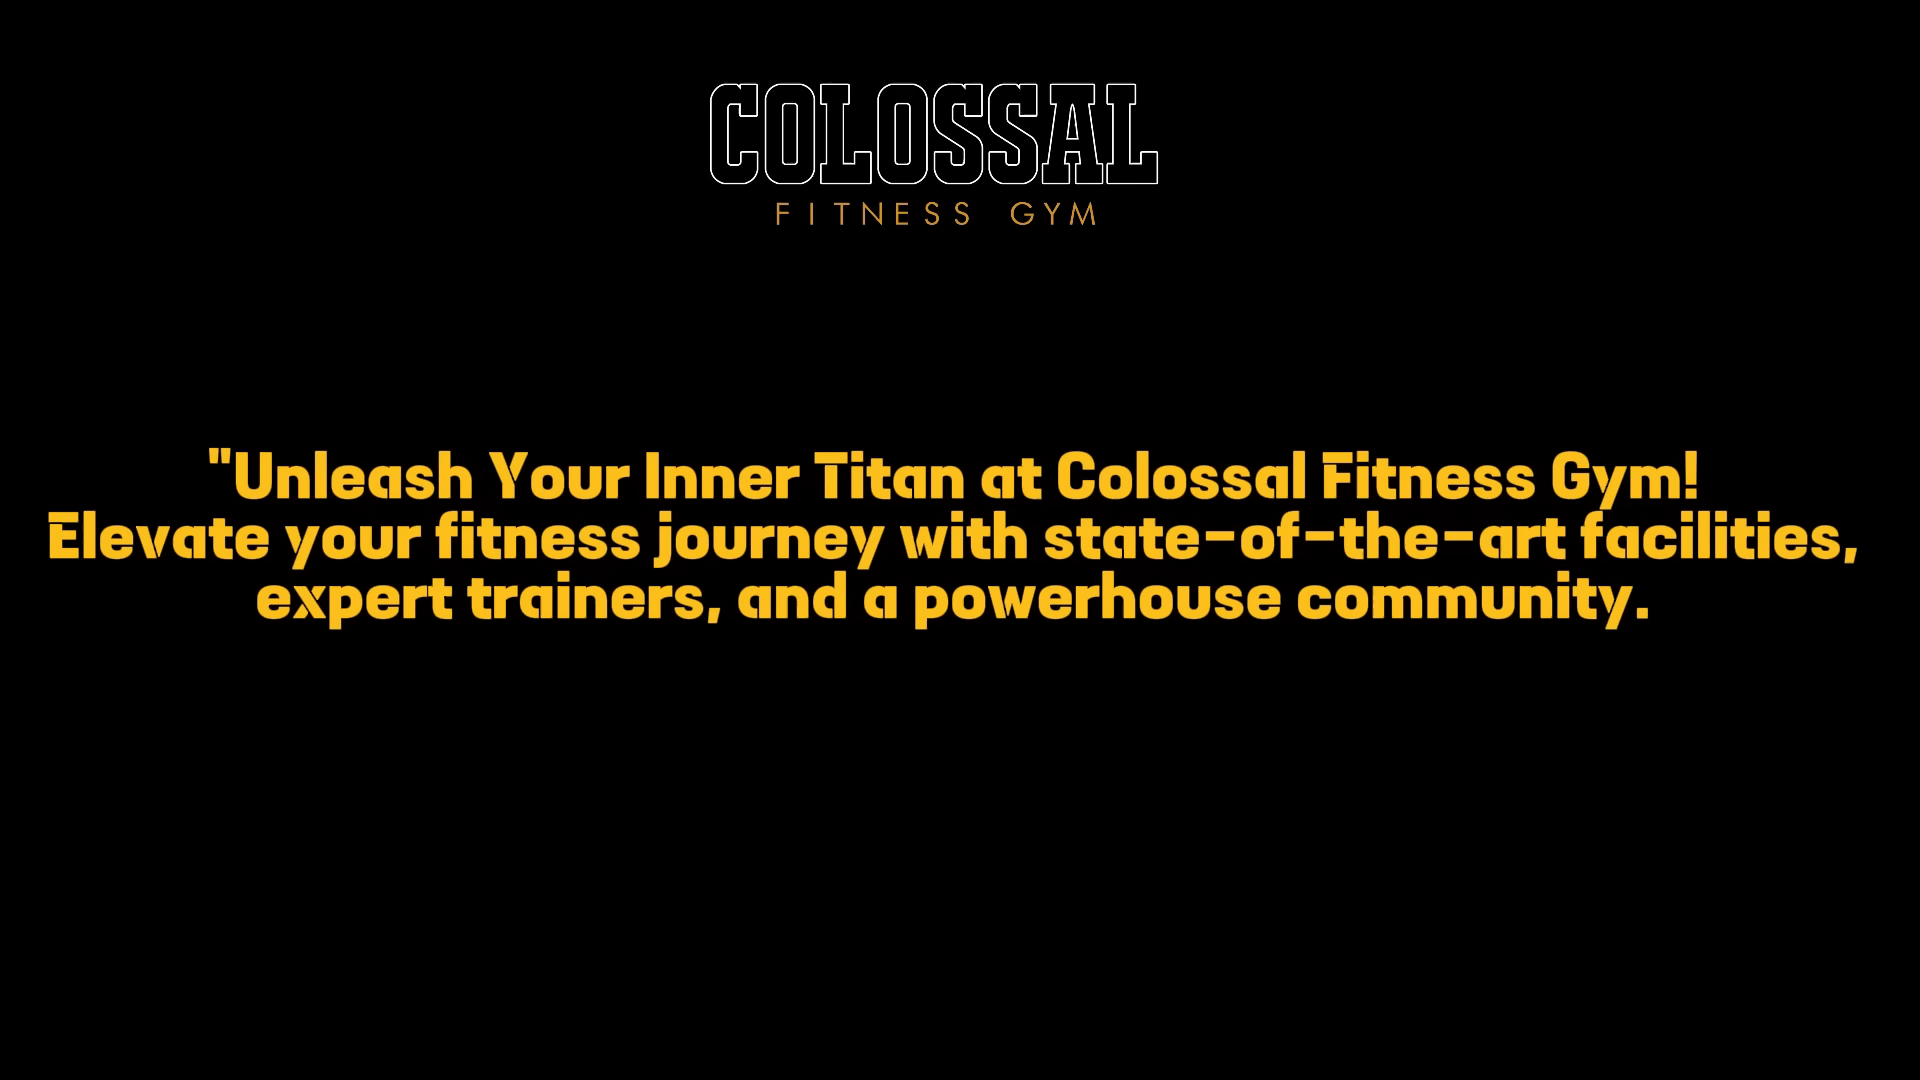 COLOSSAL
FITNESS GYM
"Unleash Your Inner Titan at Colossal Fitness Gym!
Elevate your fitness journey with state-of-the-art facilities,
expert trainers, and a powerhouse community.